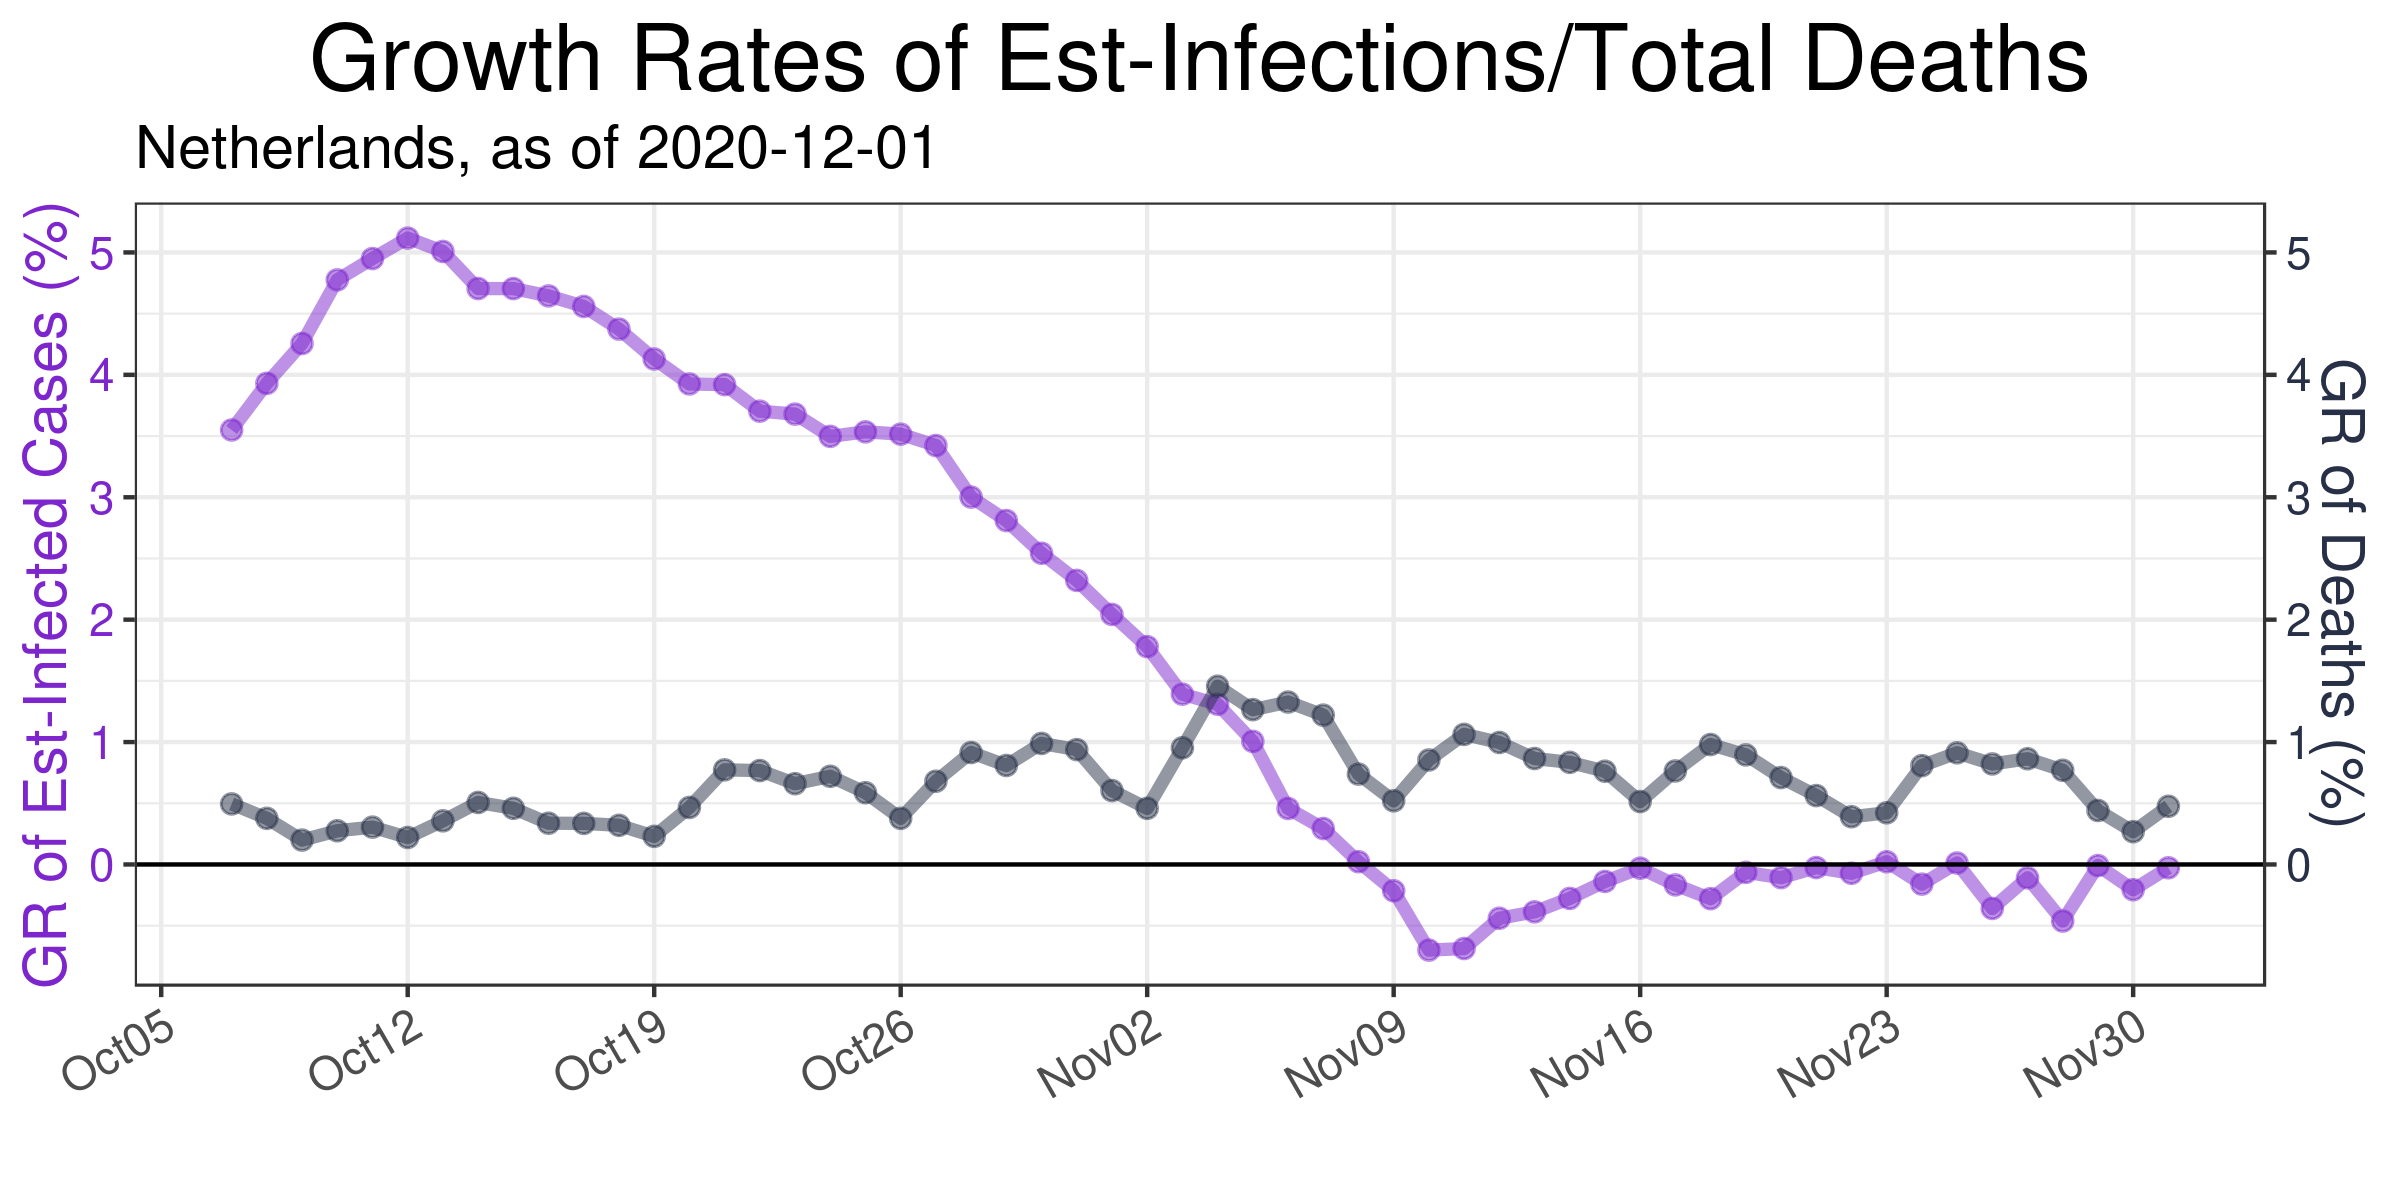 Growth Rates of Est-Infections/Total Deaths
Netherlands, as of 2020-12-01
GR of Est-Infected Cases (%)
5
4
3
2
1
0
5
4
3
2
1
0
GR of Deaths (%)
Oct05
Oct12
Oct19
Oct26
Nov02
Nov09
Nov16
Nov23
Nov30